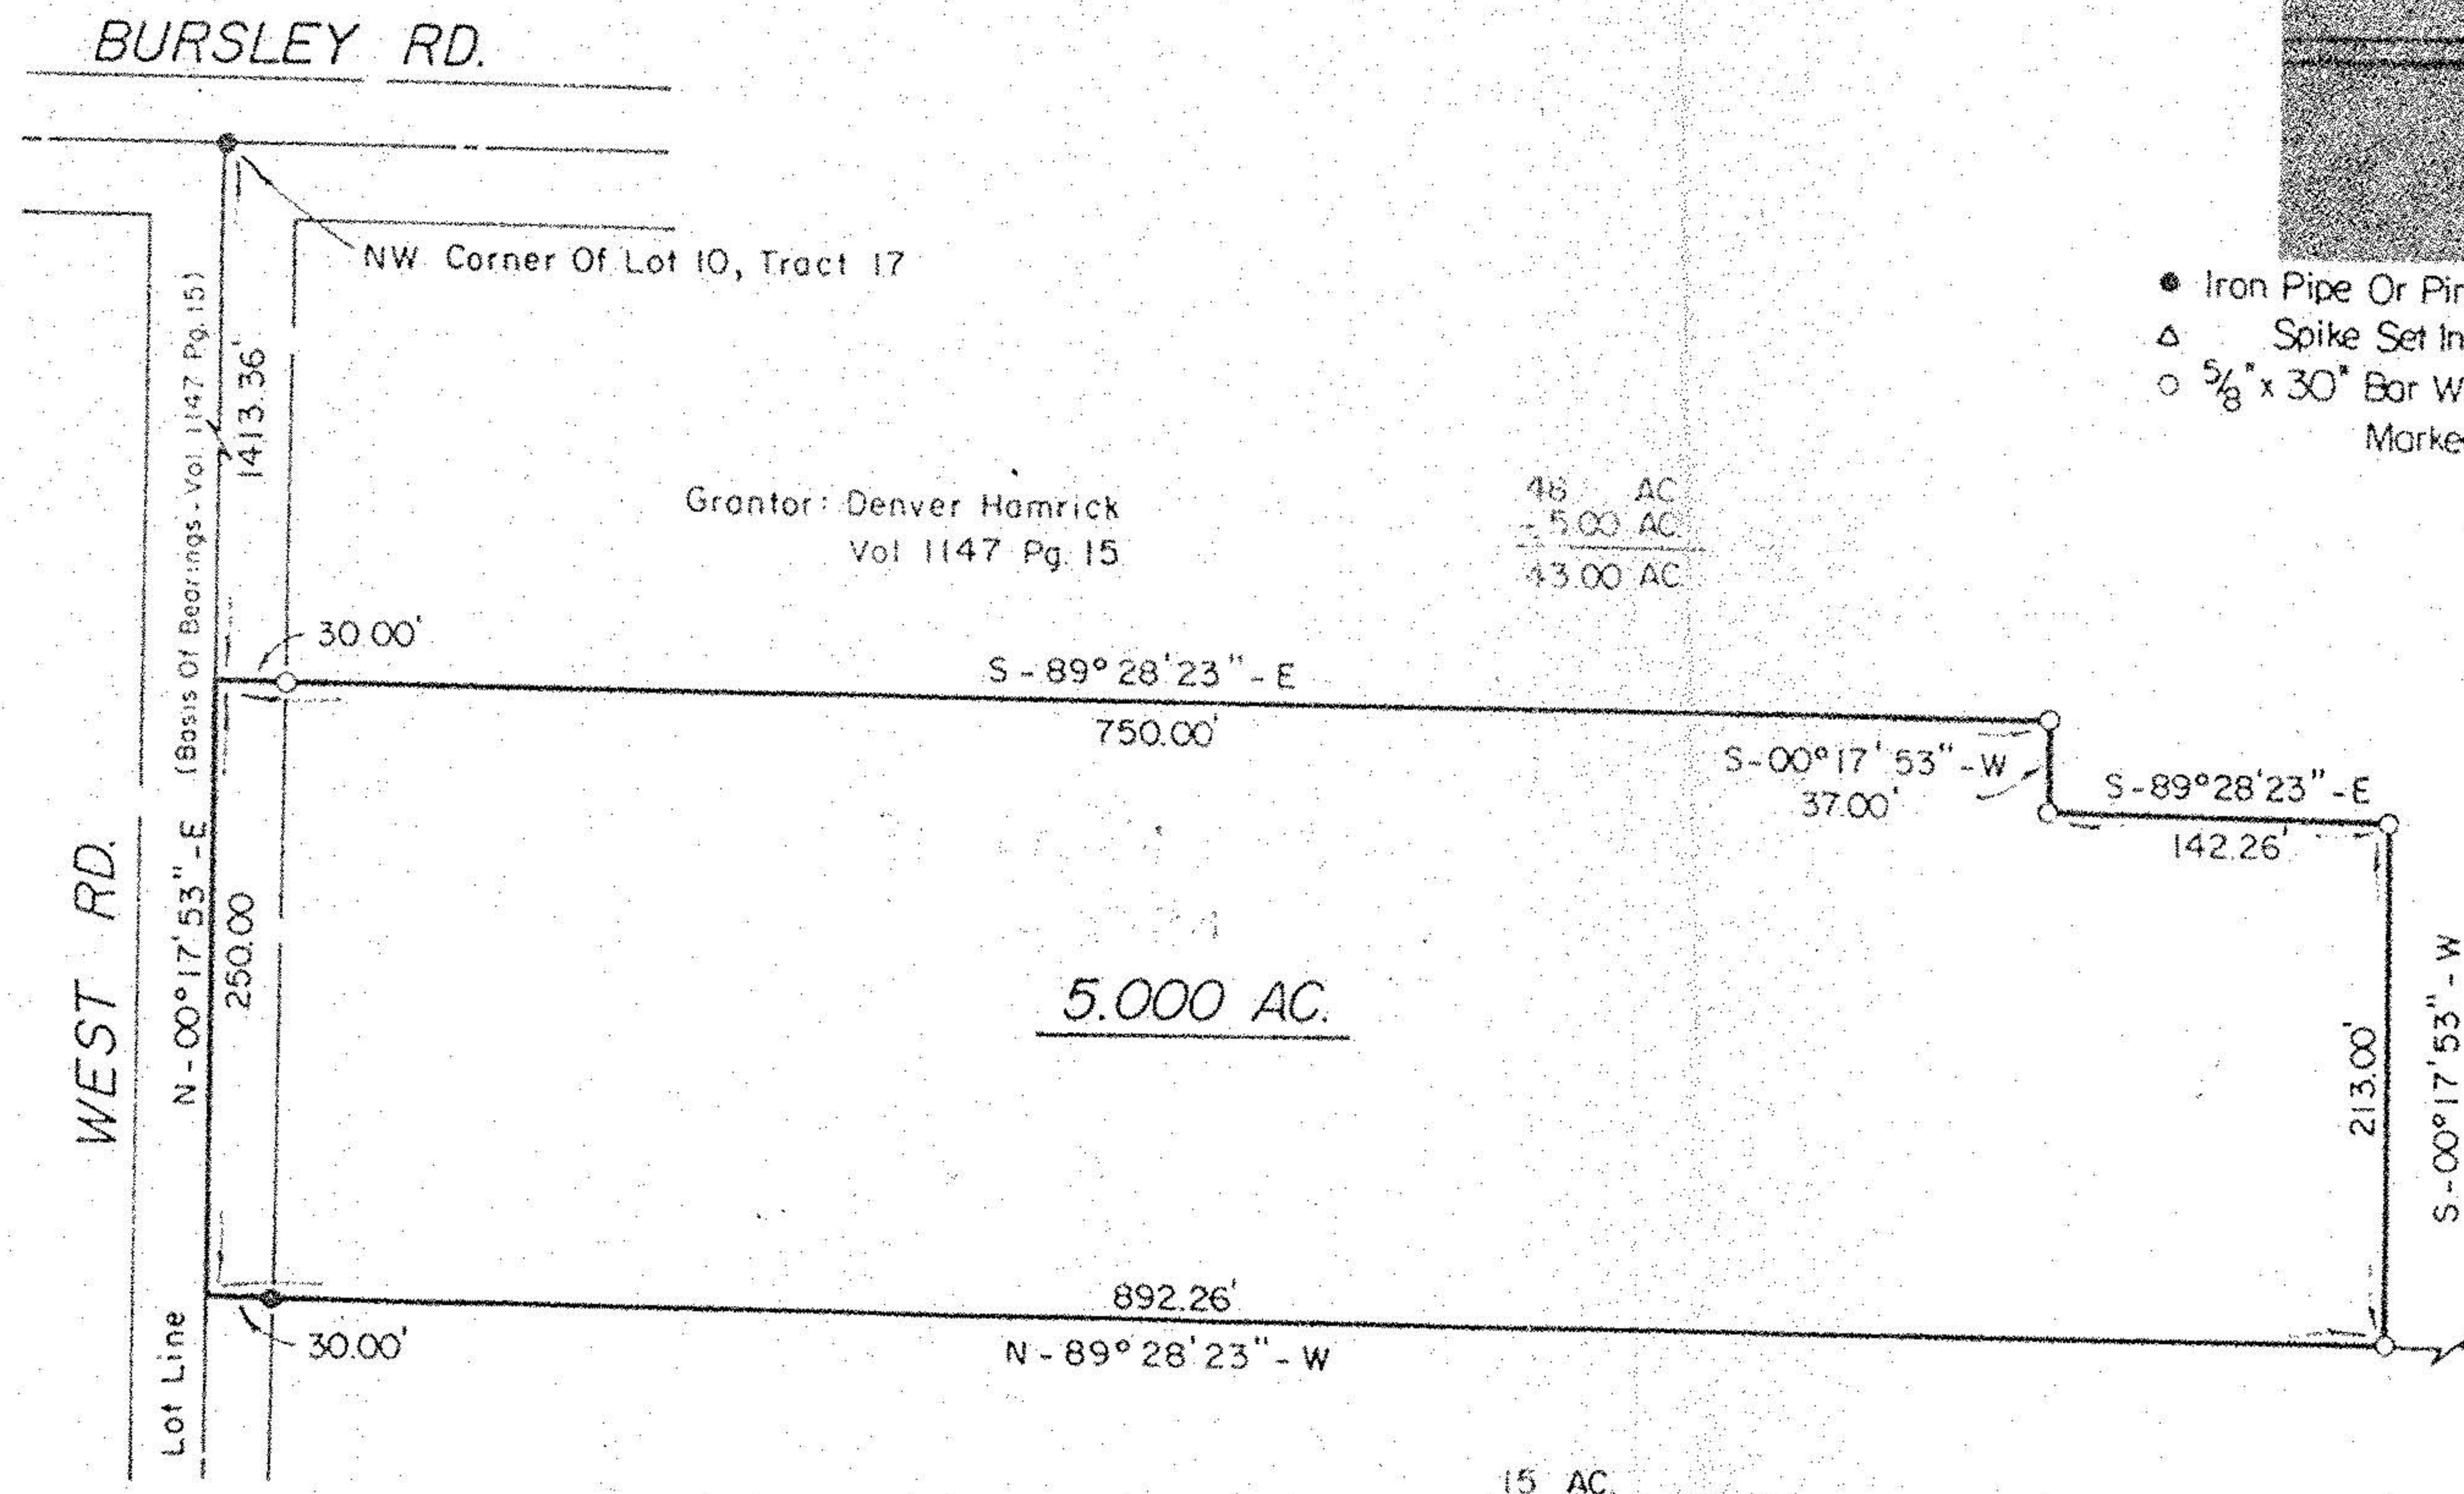 BURSLEY RD.
NW Corner Of Lot 10, Tract 17
Iron Pipe Or
Spike Set In
5/8" x 30" Bar
(Basis Of Bearings - Vol. 1147 Pg. 15)
1413.36'
Grantor: Denver Hamrick
Vol 1147 Pg. 15
48 AC
- 5.00 AC.
43.00 AC.
30.00'
S - 89° 28' 23" - E
750.00'
S-00° 17' 53" - W
37.00'
S-89° 28' 23" - E
142.26'
WEST RD.
N - 00° 17' 53" - E
250.00
5.000 AC.
213.00'
S-00° 17' 53" - W
892.26'
N - 89° 28' 23" - W
30.00'
Lot Line
15 AC.